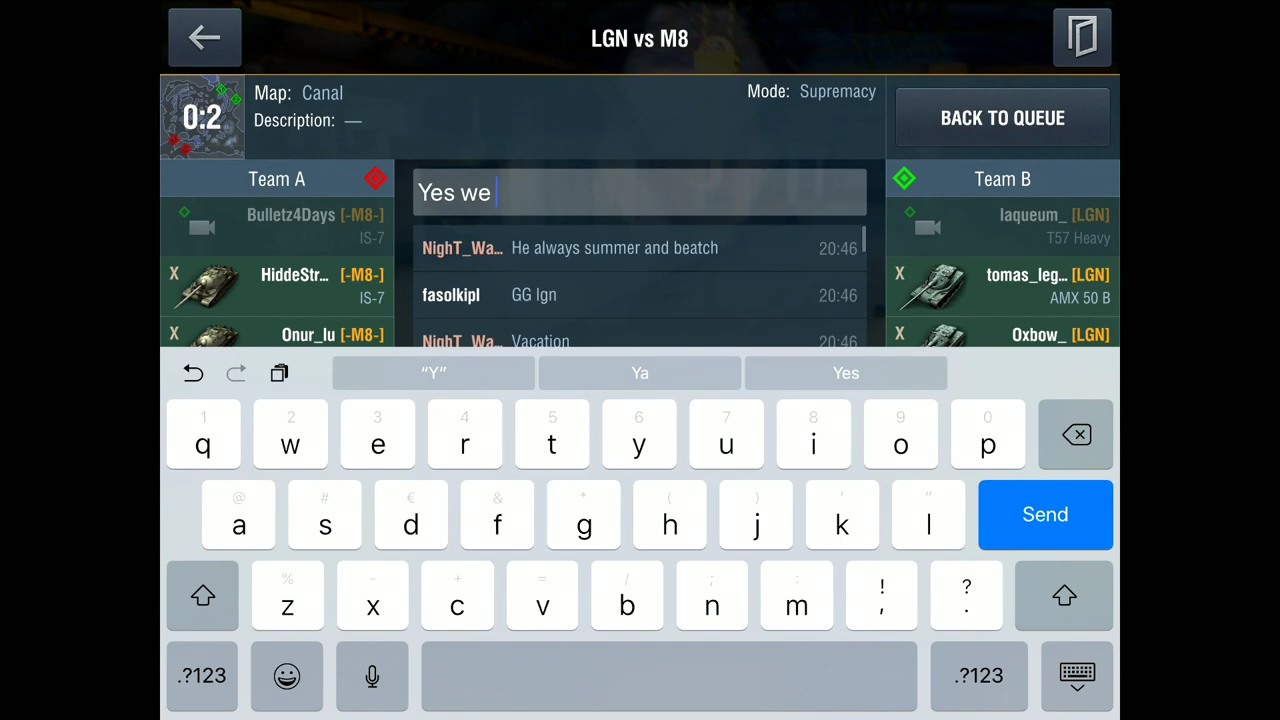 LGN vs M8
0:2
Map: Canal
Description: —
Mode: Supremacy
BACK TO QUEUE
Team A
Team B
Yes we
Bulletz4Days [-M8-]
IS-7
HiddeStr... [-M8-]
IS-7
Onur_lu [-M8-]
NighT_Wa... He always summer and beatch 20:46
fasolkipl GG lgn 20:46
NighT_Wa... Vacation 20:46
laqueum_ [LGN]
T57 Heavy
X tomas_leg... [LGN]
AMX 50 B
X Oxbow_ [LGN]
X
X
“Y” Ya Yes
1 2 3 4 5 6 7 8 9 0
q w e r t y u i o p
@ # € & * ( ) ' "
a s d f g h j k l Send
% - + = / ; : ! ?
z x c v b n m , .
.?123 .?123